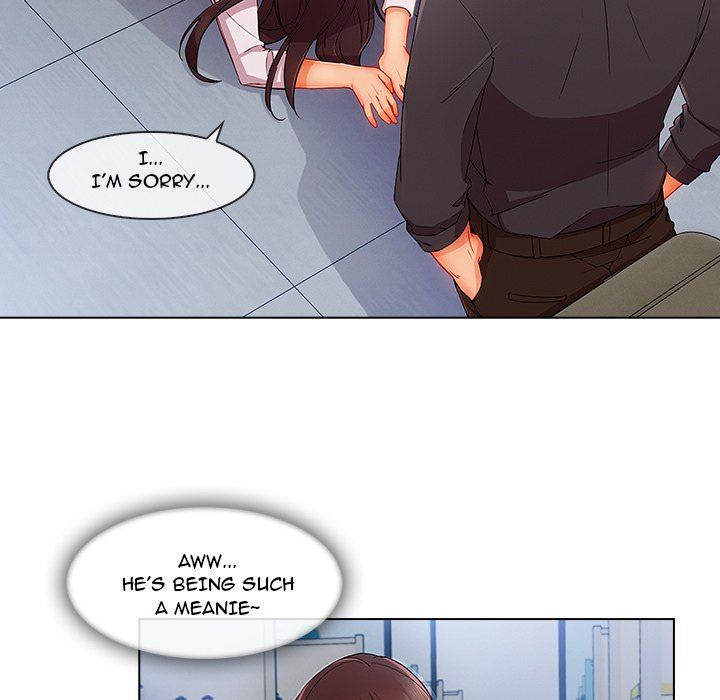 I...
I'M SORRY...
AWW...
HE'S BEING SUCH
A MEANIE~